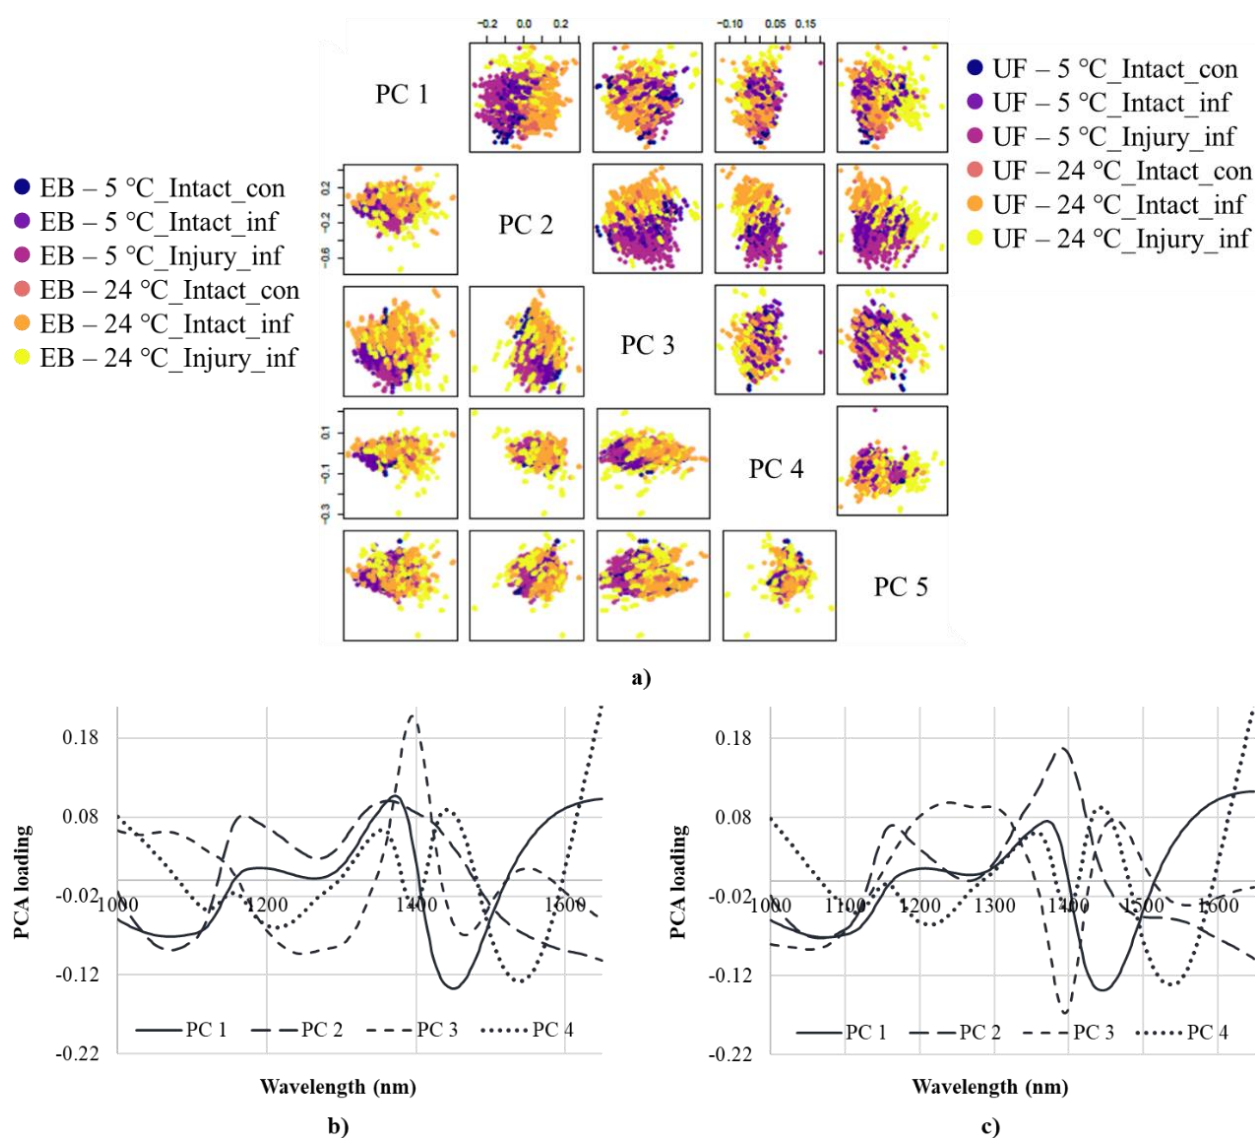 -0.2 0.0 0.2
-0.10 0.05 0.15
PC 1
UF – 5 °C_Intact_con
UF – 5 °C_Intact_inf
UF – 5 °C_Injury_inf
UF – 24 °C_Intact_con
UF – 24 °C_Intact_inf
UF – 24 °C_Injury_inf
EB – 5 °C_Intact_con
EB – 5 °C_Intact_inf
EB – 5 °C_Injury_inf
EB – 24 °C_Intact_con
EB – 24 °C_Intact_inf
EB – 24 °C_Injury_inf
0.2
-0.2
-0.6
PC 2
PC 3
0.1
-0.1
-0.3
PC 4
PC 5
a)
PCA loading
0.18
0.08
-0.02
-0.12
-0.22
1000 1200 1400 1600
PC 1 PC 2 PC 3 PC 4
Wavelength (nm)
b)
PCA loading
0.18
0.08
-0.02
-0.12
-0.22
1000 1100 1200 1300 1400 1500 1600
PC 1 PC 2 PC 3 PC 4
Wavelength (nm)
c)